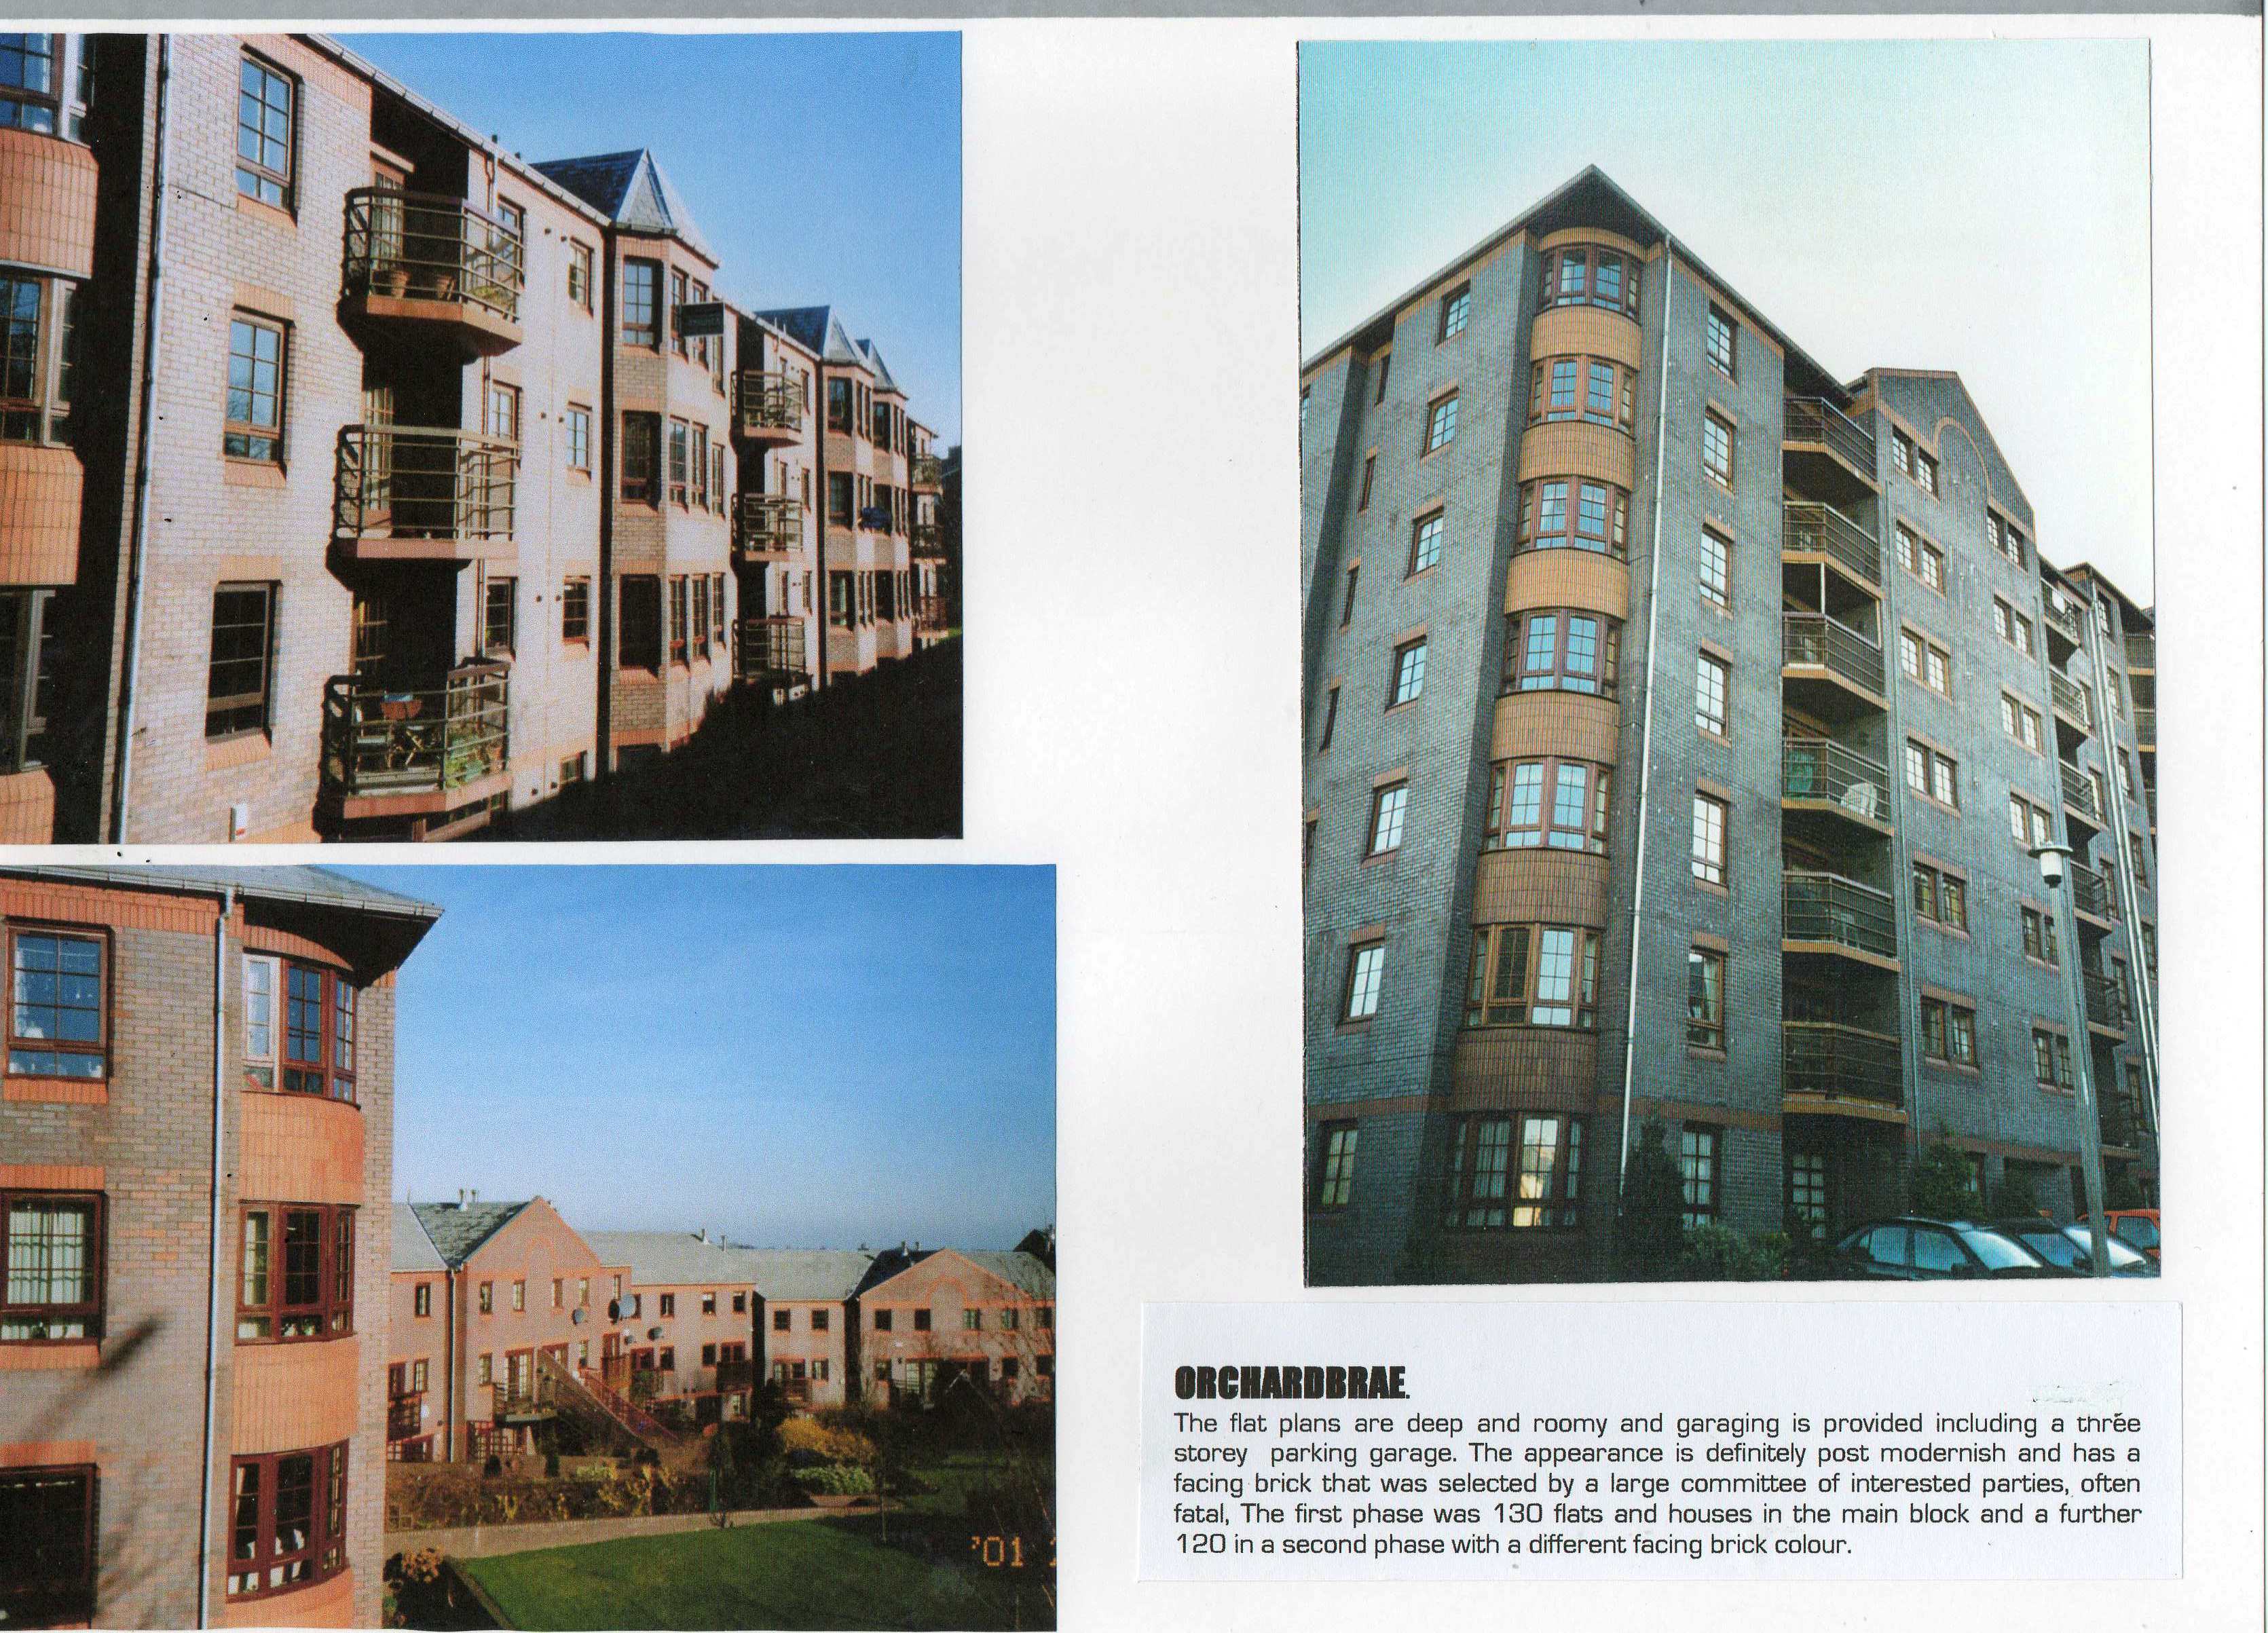 '01
ORCHARDBRAE.
The flat plans are deep and roomy and garaging is provided including a three
storey parking garage. The appearance is definitely post modernish and has a
facing brick that was selected by a large committee of interested parties, often
fatal, The first phase was 130 flats and houses in the main block and a further
120 in a second phase with a different facing brick colour.